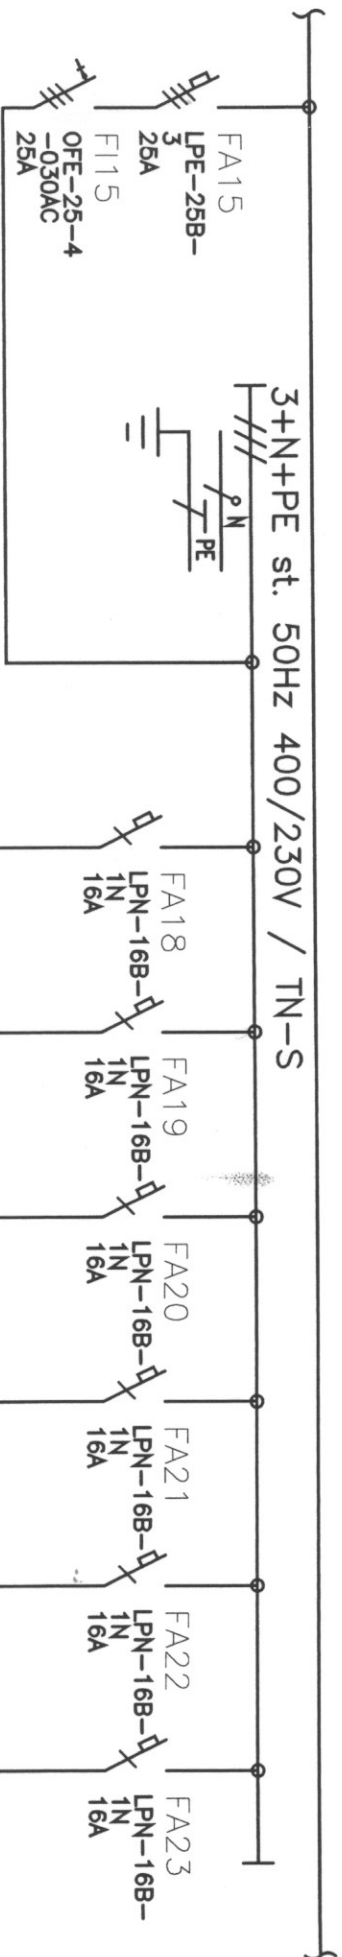 FA15
LPE-25B-
3
25A
FI15
OFE-25-4
-030AC
25A
3+N+PE st. 50Hz 400/230V / TN-S
N
PE
FA18
LPN-16B-
1N
16A
FA19
LPN-16B-
1N
16A
FA20
LPN-16B-
1N
16A
FA21
LPN-16B-
1N
16A
FA22
LPN-16B-
1N
16A
FA23
LPN-16B-
1N
16A